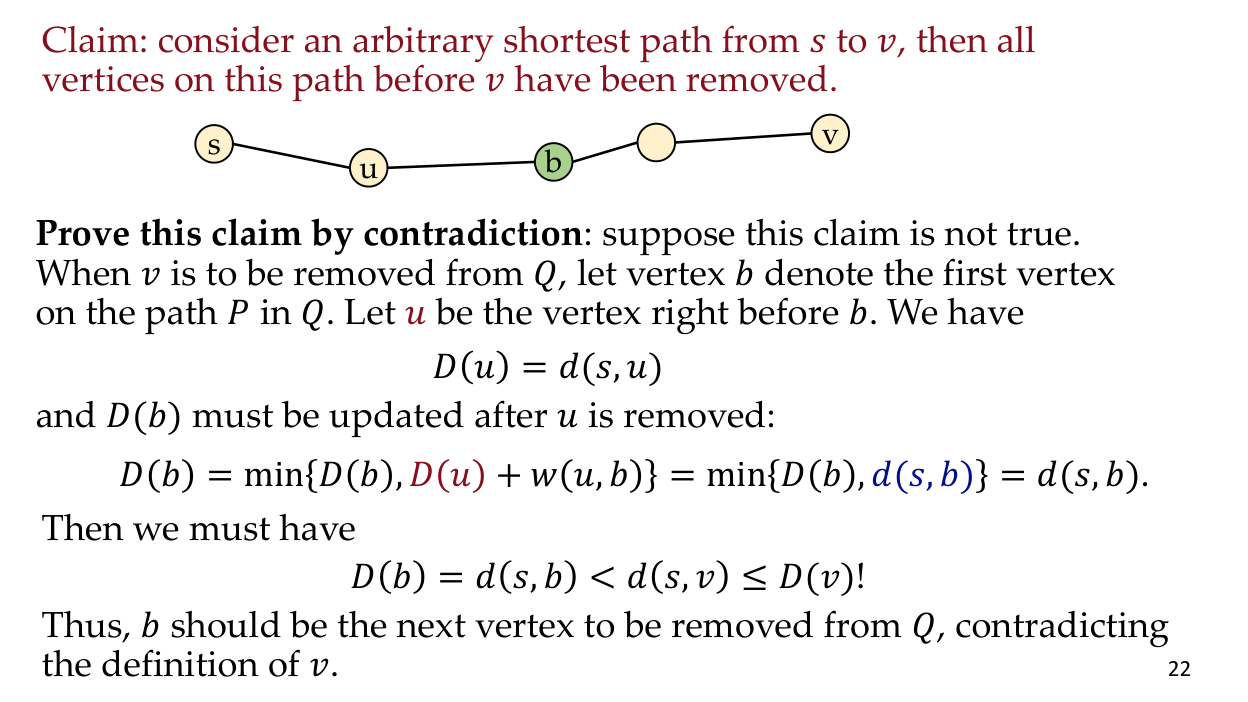 Claim: consider an arbitrary shortest path from s to v, then all
vertices on this path before v have been removed.
s
u
b
v
Prove this claim by contradiction: suppose this claim is not true.
When v is to be removed from Q, let vertex b denote the first vertex
on the path P in Q. Let u be the vertex right before b. We have
D(u) = d(s, u)
and D(b) must be updated after u is removed:
D(b) = min{D(b), D(u) + w(u, b)} = min{D(b), d(s, b)} = d(s, b).
Then we must have
D(b) = d(s, b) < d(s, v) ≤ D(v)!
Thus, b should be the next vertex to be removed from Q, contradicting
the definition of v.
22